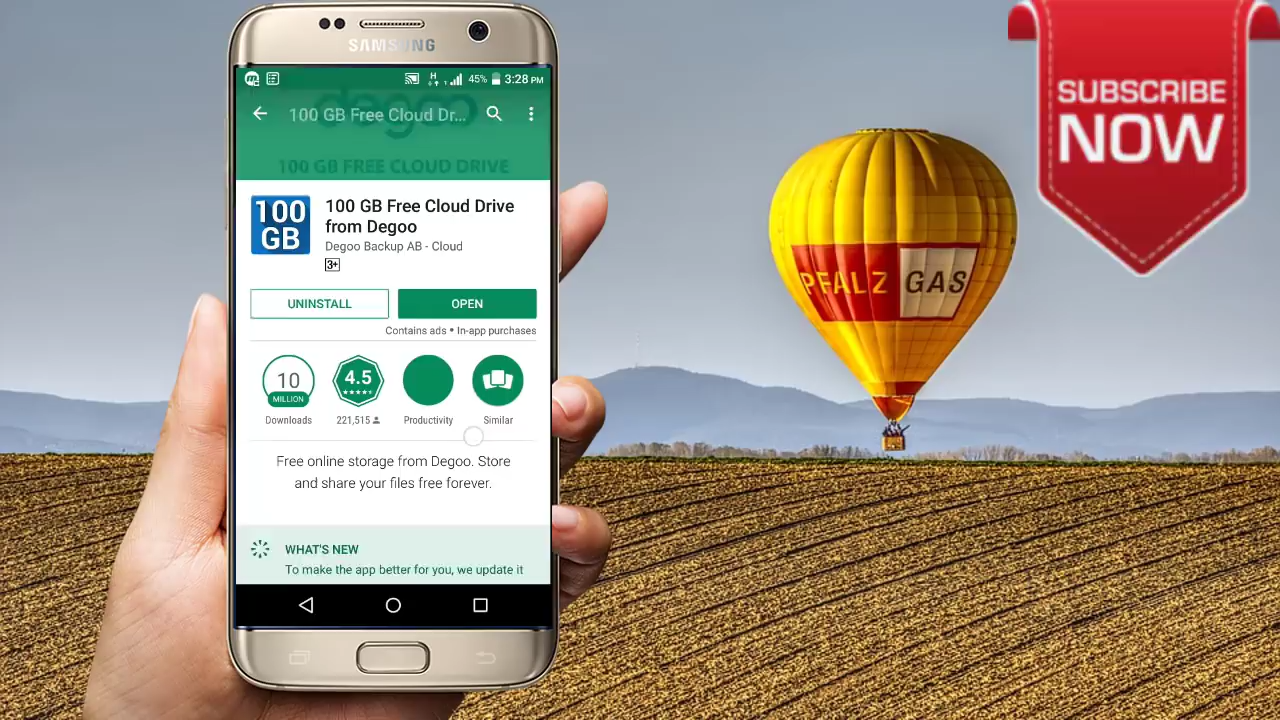 SAMSUNG
H
1
45%
3:28 PM
degoo
100 GB Free Cloud Dr...
100 GB FREE CLOUD DRIVE
100
GB
100 GB Free Cloud Drive
from Degoo
Degoo Backup AB - Cloud
3+
UNINSTALL
OPEN
Contains ads • In-app purchases
10
MILLION
4.5
Downloads
221,515
Productivity
Similar
Free online storage from Degoo. Store
and share your files free forever.
WHAT'S NEW
To make the app better for you, we update it
PFALZ GAS
SUBSCRIBE
NOW